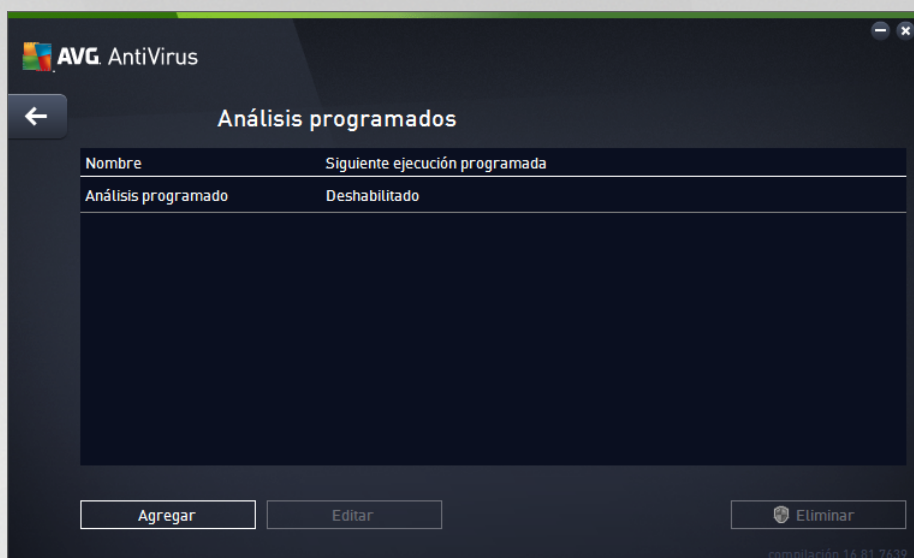 AVG. AntiVirus
Análisis programados
Nombre Siguiente ejecución programada
Análisis programado Deshabilitado
Agregar Editar Eliminar
compilación 16.81.7639